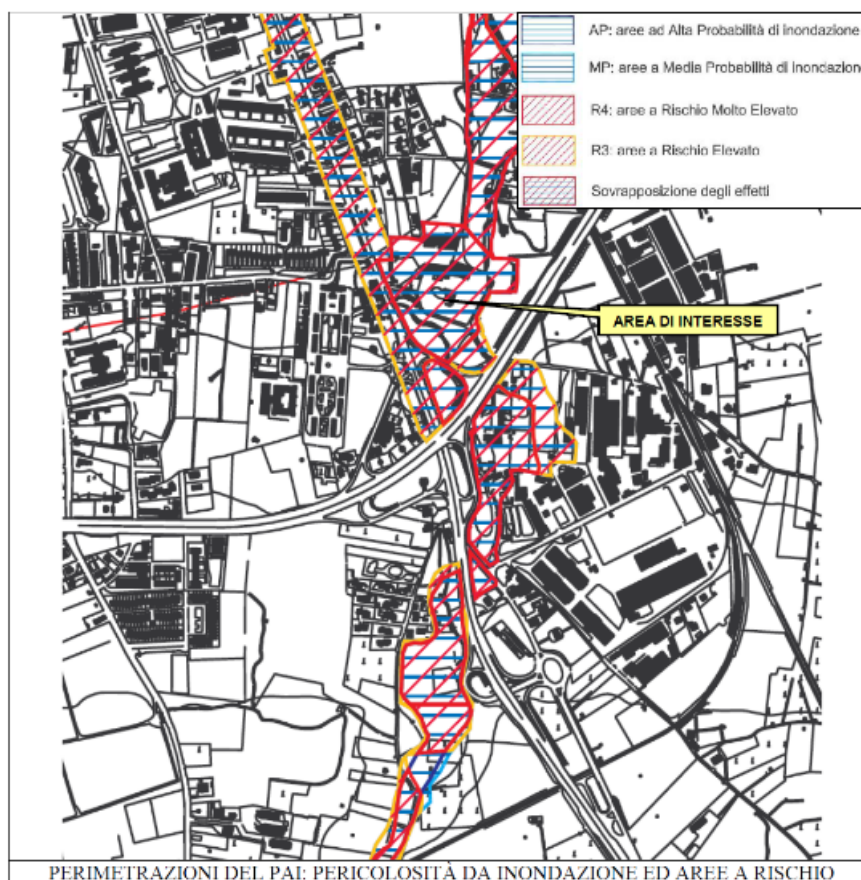 AP: aree ad Alta Probabilità di inondazione
MP: aree a Media Probabilità di inondazione
R4: aree a Rischio Molto Elevato
R3: aree a Rischio Elevato
Sovrapposizione degli effetti
AREA DI INTERESSE
PERIMETRAZIONI DEL PAI: PERICOLOSITÀ DA INONDAZIONE ED AREE A RISCHIO